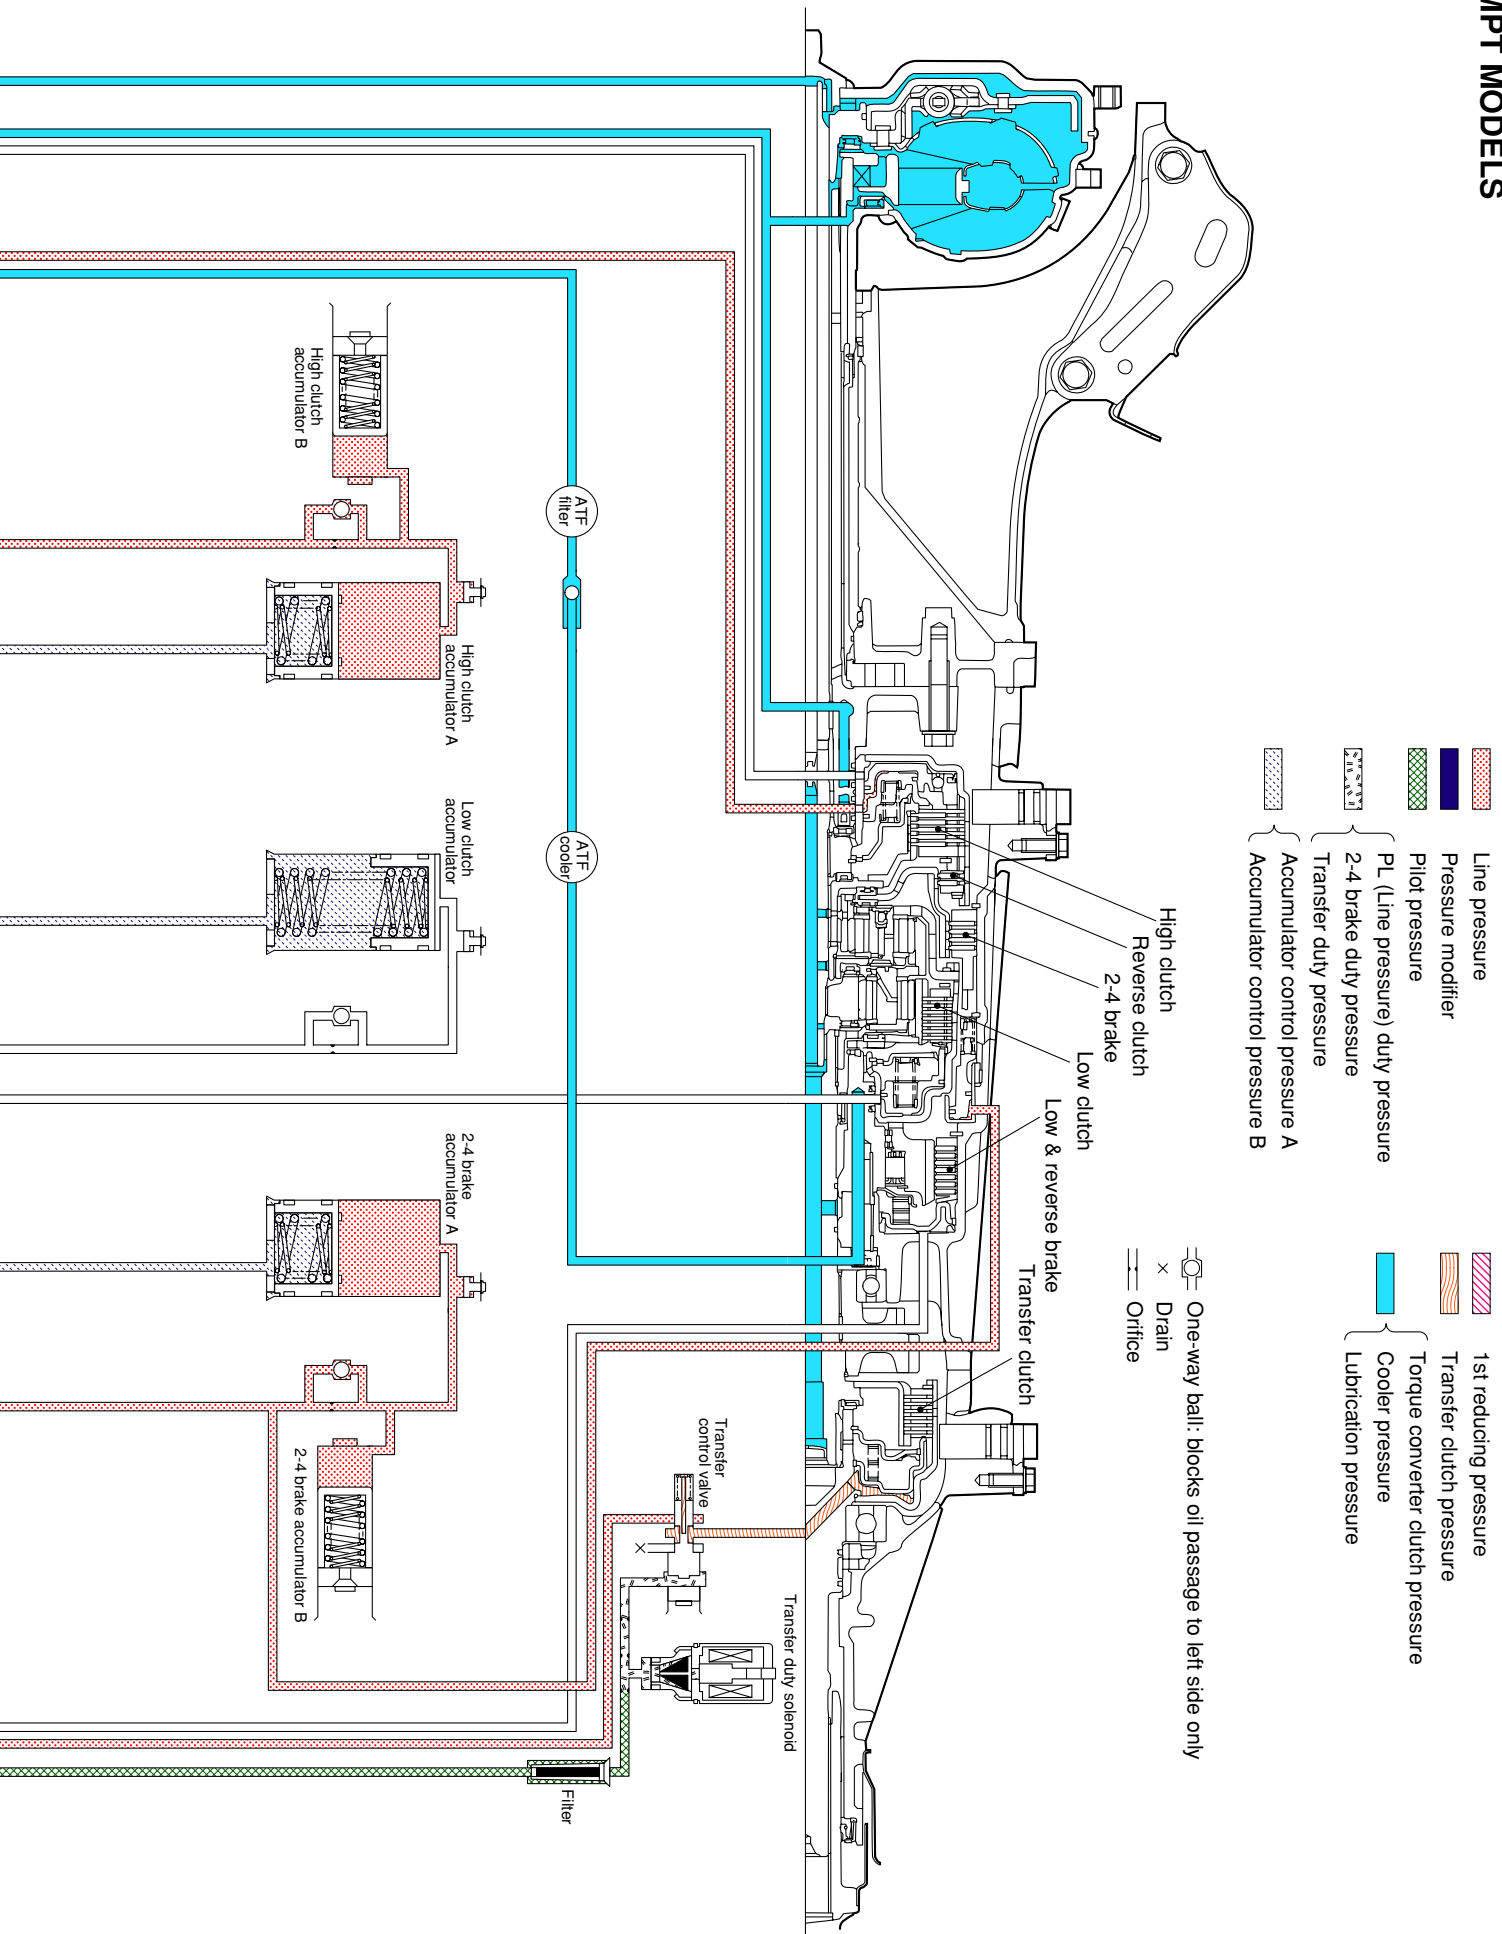 MPT MODELS
Line pressure
Pressure modifier
Pilot pressure
PL (Line pressure) duty pressure
2-4 brake duty pressure
Transfer duty pressure
Accumulator control pressure A
Accumulator control pressure B
1st reducing pressure
Transfer clutch pressure
Torque converter clutch pressure
Cooler pressure
Lubrication pressure
One-way ball: blocks oil passage to left side only
Drain
Orifice
High clutch
Reverse clutch
2-4 brake
Low clutch
Low & reverse brake
Transfer clutch
Transfer duty solenoid
Transfer
control valve
ATF
filter
ATF
cooler
Filter
High clutch
accumulator A
Low clutch
accumulator
2-4 brake
accumulator A
High clutch
accumulator B
2-4 brake accumulator B